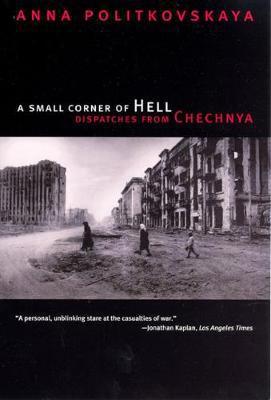 ANNA POLITKOVSKAYA
A SMALL CORNER OF HELL
DISPATCHES FROM CHECHNYA
"A personal, unblinking stare at the casualties of war."
—Jonathan Kaplan, Los Angeles Times